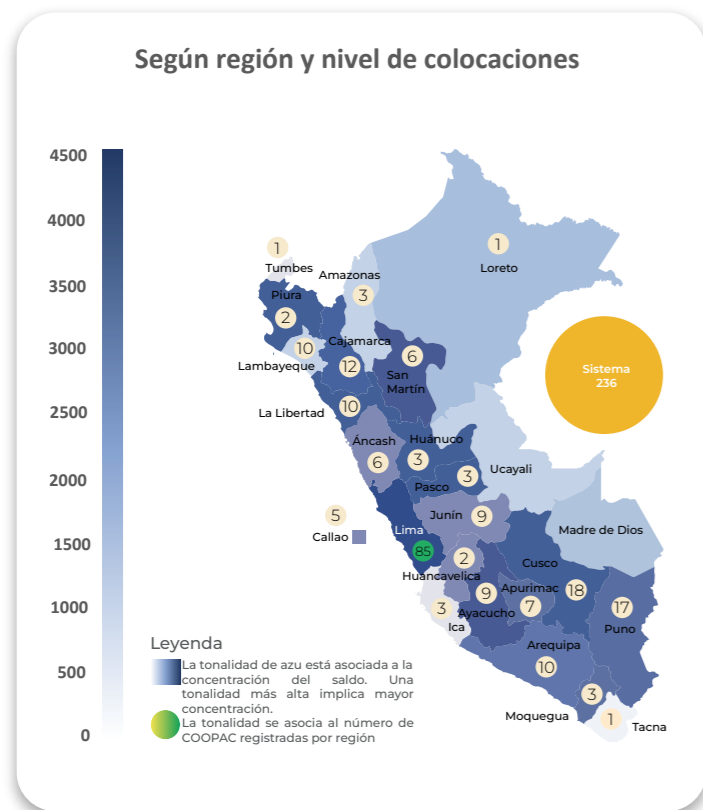 Según región y nivel de colocaciones
4500
4000
3500
3000
2500
2000
1500
1000
500
0
1
Tumbes
Amazonas
3
1
Loreto
Piura
2
10
Lambayeque
Cajamarca
12
6
San
Martín
Sistema
236
La Libertad
10
Áncash
6
Huánuco
3
3
Pasco
Ucayali
5
Callao
Junín
9
Lima
85
Madre de Dios
2
Huancavelica
Cusco
18
9
Ayacucho
Apurimac
7
17
Puno
3
Ica
Arequipa
10
3
Moquegua
1
Tacna
Leyenda
La tonalidad de azu está asociada a la
concentración del saldo. Una
tonalidad más alta implica mayor
concentración.
La tonalidad se asocia al número de
COOPAC registradas por región